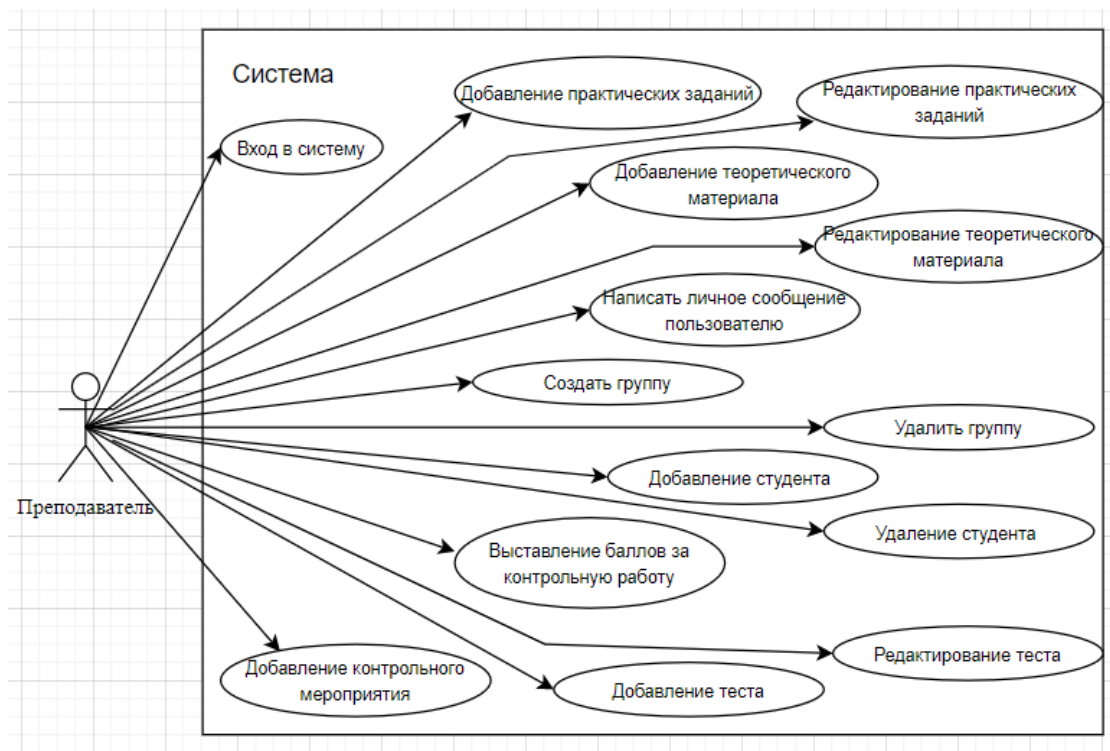 Система
Добавление практических заданий
Редактирование практических
заданий
Вход в систему
Добавление теоретического
материала
Редактирование теоретического
материала
Написать личное сообщение
пользователю
Создать группу
Удалить группу
Добавление студента
Преподаватель
Удаление студента
Выставление баллов за
контрольную работу
Редактирование теста
Добавление контрольного
мероприятия
Добавление теста